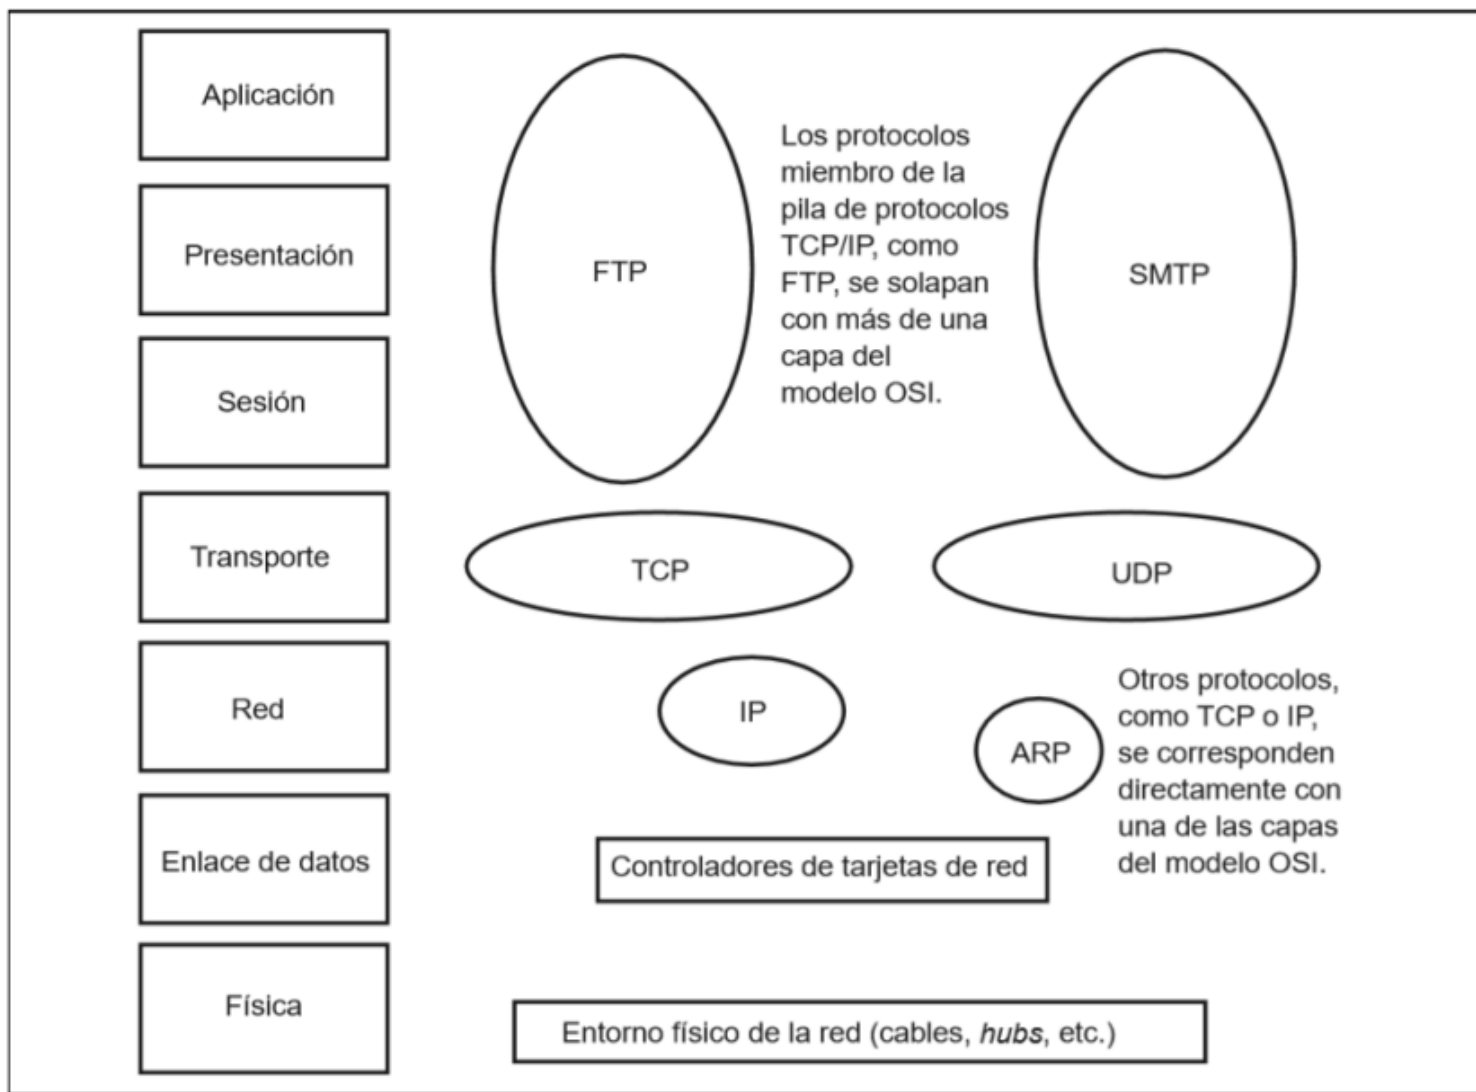 Aplicación
Presentación
Sesión
Transporte
Red
Enlace de datos
Física
FTP
Los protocolos
miembro de la
pila de protocolos
TCP/IP, como
FTP, se solapan
con más de una
capa del
modelo OSI.
SMTP
TCP
UDP
IP
ARP
Otros protocolos,
como TCP o IP,
se corresponden
directamente con
una de las capas
del modelo OSI.
Controladores de tarjetas de red
Entorno físico de la red (cables, hubs, etc.)